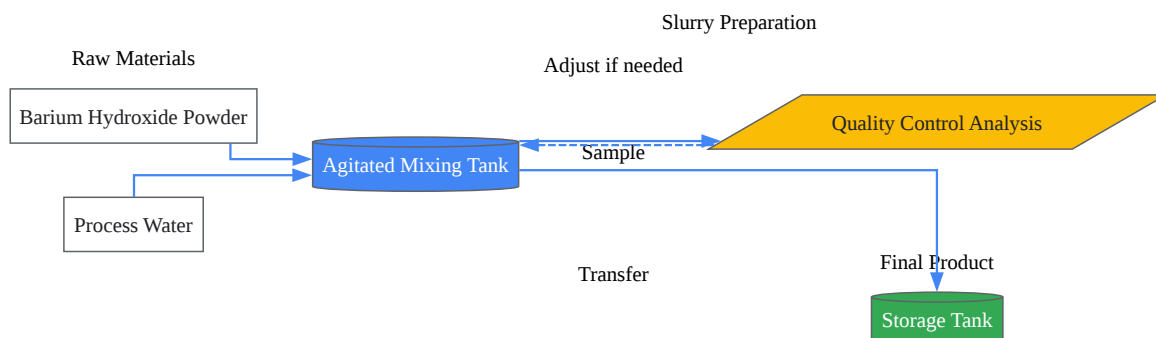 Slurry Preparation
Raw Materials
Adjust if needed
Barium Hydroxide Powder
Quality Control Analysis
Agitated Mixing Tank
Sample
Process Water
Transfer
Final Product
Storage Tank